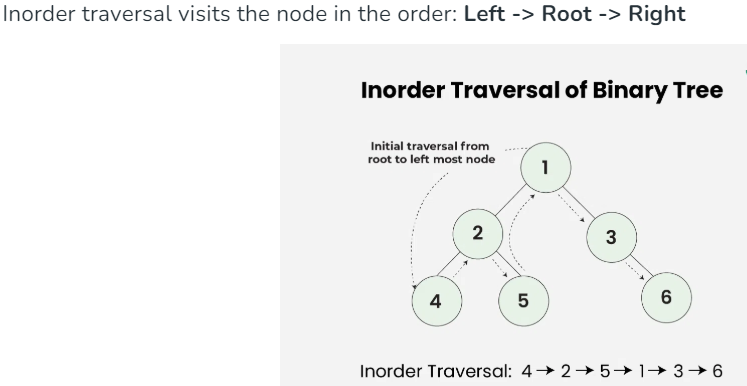 Inorder traversal visits the node in the order: Left -> Root -> Right
Inorder Traversal of Binary Tree
Initial traversal from
root to left most node
1
2
3
4
5
6
Inorder Traversal: 4 → 2 → 5 → 1 → 3 → 6